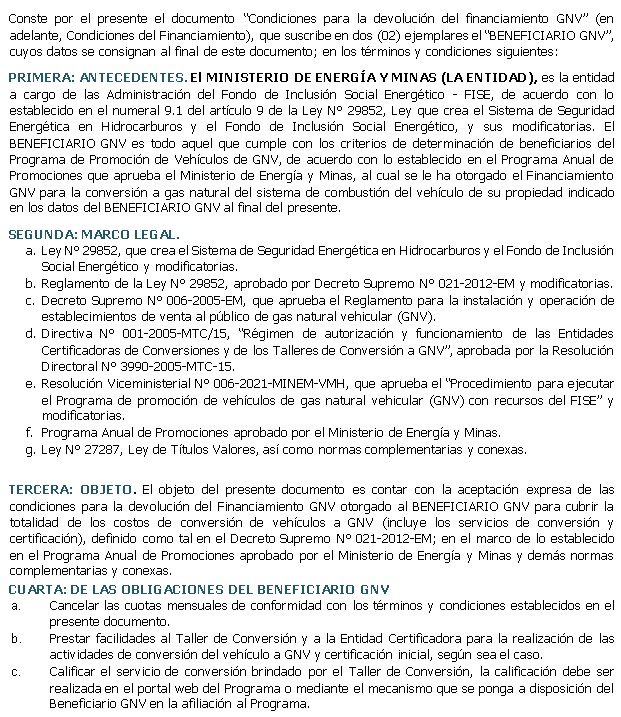 Conste por el presente el documento “Condiciones para la devolución del financiamiento GNV” (en
adelante, Condiciones del Financiamiento), que suscribe en dos (02) ejemplares el “BENEFICIARIO GNV”,
cuyos datos se consignan al final de este documento; en los términos y condiciones siguientes:
PRIMERA: ANTECEDENTES. El MINISTERIO DE ENERGÍA Y MINAS (LA ENTIDAD), es la entidad
a cargo de las Administración del Fondo de Inclusión Social Energético - FISE, de acuerdo con lo
establecido en el numeral 9.1 del artículo 9 de la Ley N° 29852, Ley que crea el Sistema de Seguridad
Energética en Hidrocarburos y el Fondo de Inclusión Social Energético, y sus modificatorias. El
BENEFICIARIO GNV es todo aquel que cumple con los criterios de determinación de beneficiarios del
Programa de Promoción de Vehículos de GNV, de acuerdo con lo establecido en el Programa Anual de
Promociones que aprueba el Ministerio de Energía y Minas, al cual se le ha otorgado el Financiamiento
GNV para la conversión a gas natural del sistema de combustión del vehículo de su propiedad indicado
en los datos del BENEFICIARIO GNV al final del presente.
SEGUNDA: MARCO LEGAL.
a. Ley N° 29852, que crea el Sistema de Seguridad Energética en Hidrocarburos y el Fondo de Inclusión
Social Energético y modificatorias.
b. Reglamento de la Ley N° 29852, aprobado por Decreto Supremo N° 021-2012-EM y modificatorias.
c. Decreto Supremo N° 006-2005-EM, que aprueba el Reglamento para la instalación y operación de
establecimientos de venta al público de gas natural vehicular (GNV).
d. Directiva N° 001-2005-MTC/15, “Régimen de autorización y funcionamiento de las Entidades
Certificadoras de Conversiones y de los Talleres de Conversión a GNV”, aprobada por la Resolución
Directoral N° 3990-2005-MTC-15.
e. Resolución Viceministerial N° 006-2021-MINEM-VMH, que aprueba el “Procedimiento para ejecutar
el Programa de promoción de vehículos de gas natural vehicular (GNV) con recursos del FISE” y
modificatorias.
f. Programa Anual de Promociones aprobado por el Ministerio de Energía y Minas.
g. Ley N° 27287, Ley de Títulos Valores, así como normas complementarias y conexas.
TERCERA: OBJETO. El objeto del presente documento es contar con la aceptación expresa de las
condiciones para la devolución del Financiamiento GNV otorgado al BENEFICIARIO GNV para cubrir la
totalidad de los costos de conversión de vehículos a GNV (incluye los servicios de conversión y
certificación), definido como tal en el Decreto Supremo N° 021-2012-EM; en el marco de lo establecido
en el Programa Anual de Promociones aprobado por el Ministerio de Energía y Minas y demás normas
complementarias y conexas.
CUARTA: DE LAS OBLIGACIONES DEL BENEFICIARIO GNV
a. Cancelar las cuotas mensuales de conformidad con los términos y condiciones establecidos en el
presente documento.
b. Prestar facilidades al Taller de Conversión y a la Entidad Certificadora para la realización de las
actividades de conversión del vehículo a GNV y certificación inicial, según sea el caso.
c. Calificar el servicio de conversión brindado por el Taller de Conversión, la calificación debe ser
realizada en el portal web del Programa o mediante el mecanismo que se ponga a disposición del
Beneficiario GNV en la afiliación al Programa.